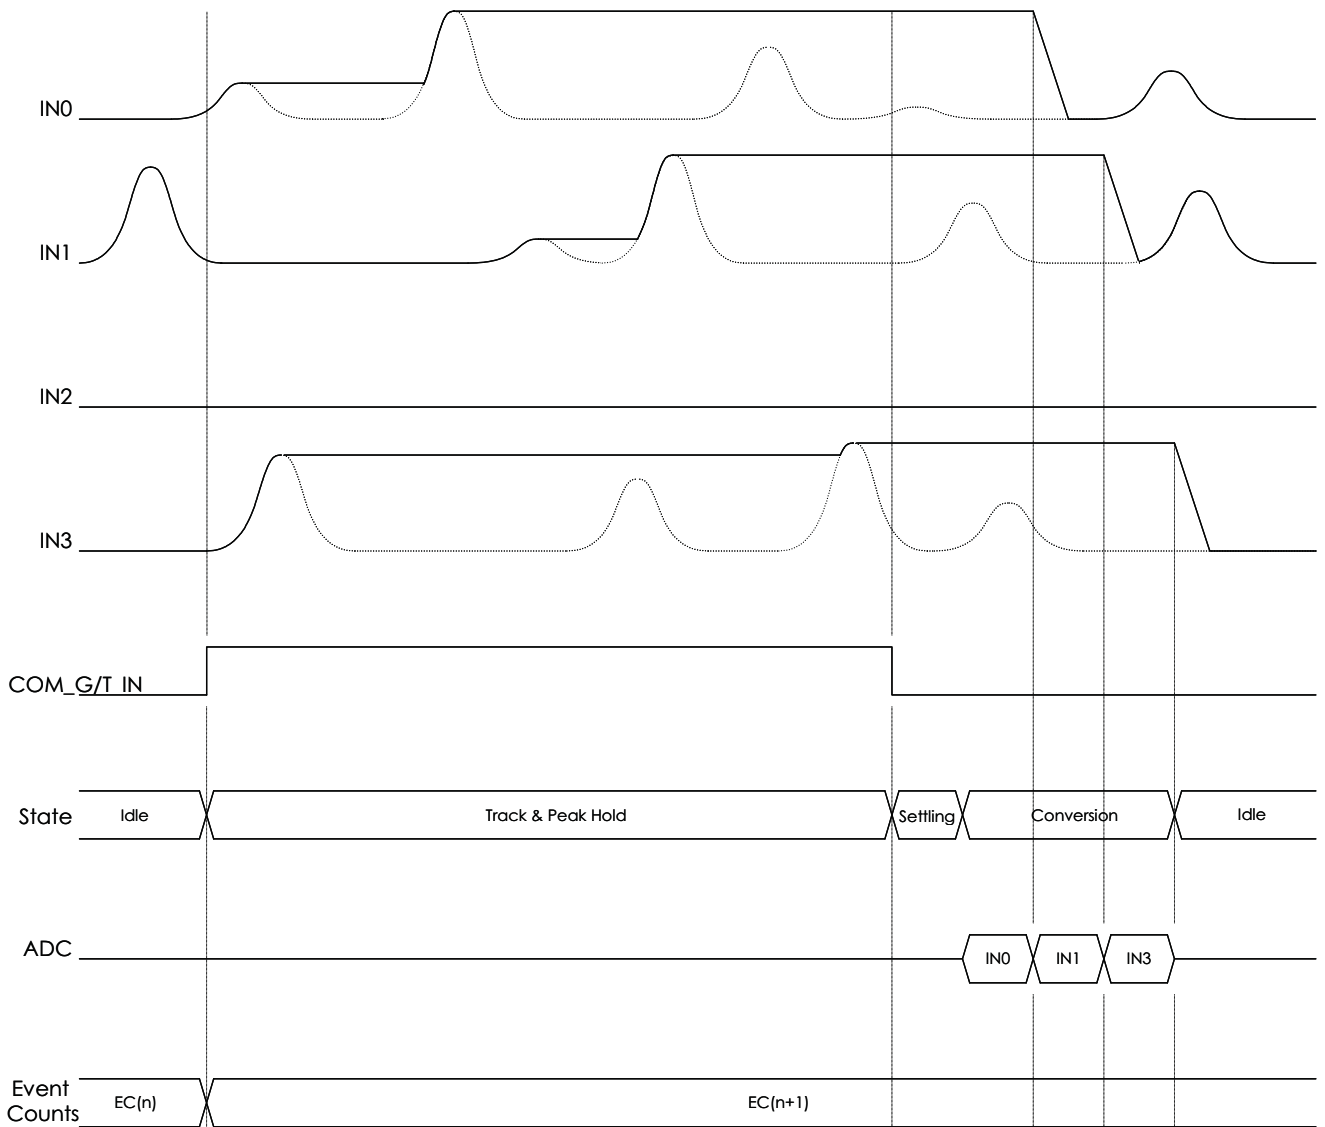 IN0
IN1
IN2
IN3
COM_G/T IN
State Idle Track & Peak Hold Settling Conversion Idle
ADC IN0 IN1 IN3
Event
Counts EC(n) EC(n+1)